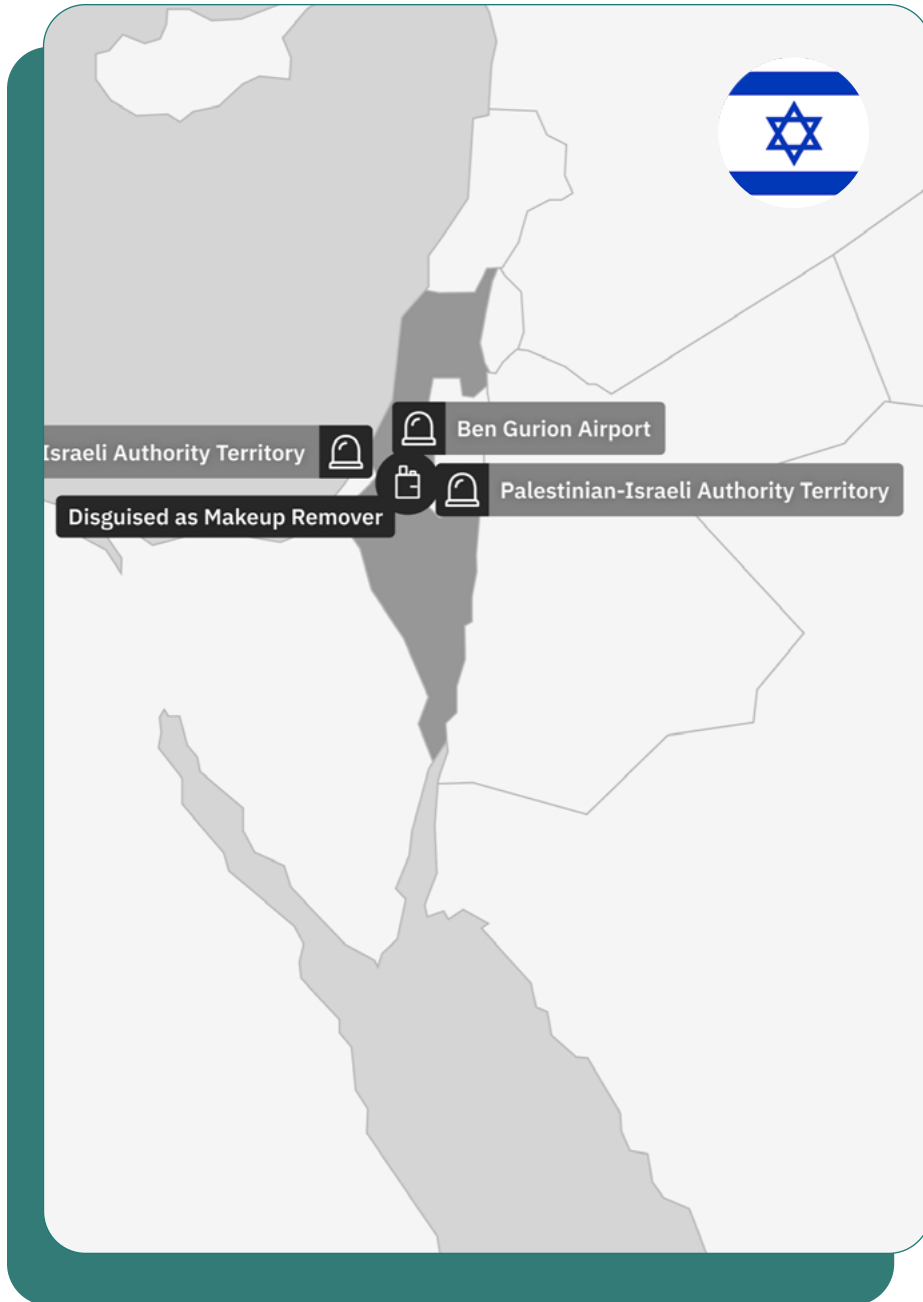 Ben Gurion Airport
Israeli Authority Territory
Palestinian-Israeli Authority Territory
Disguised as Makeup Remover